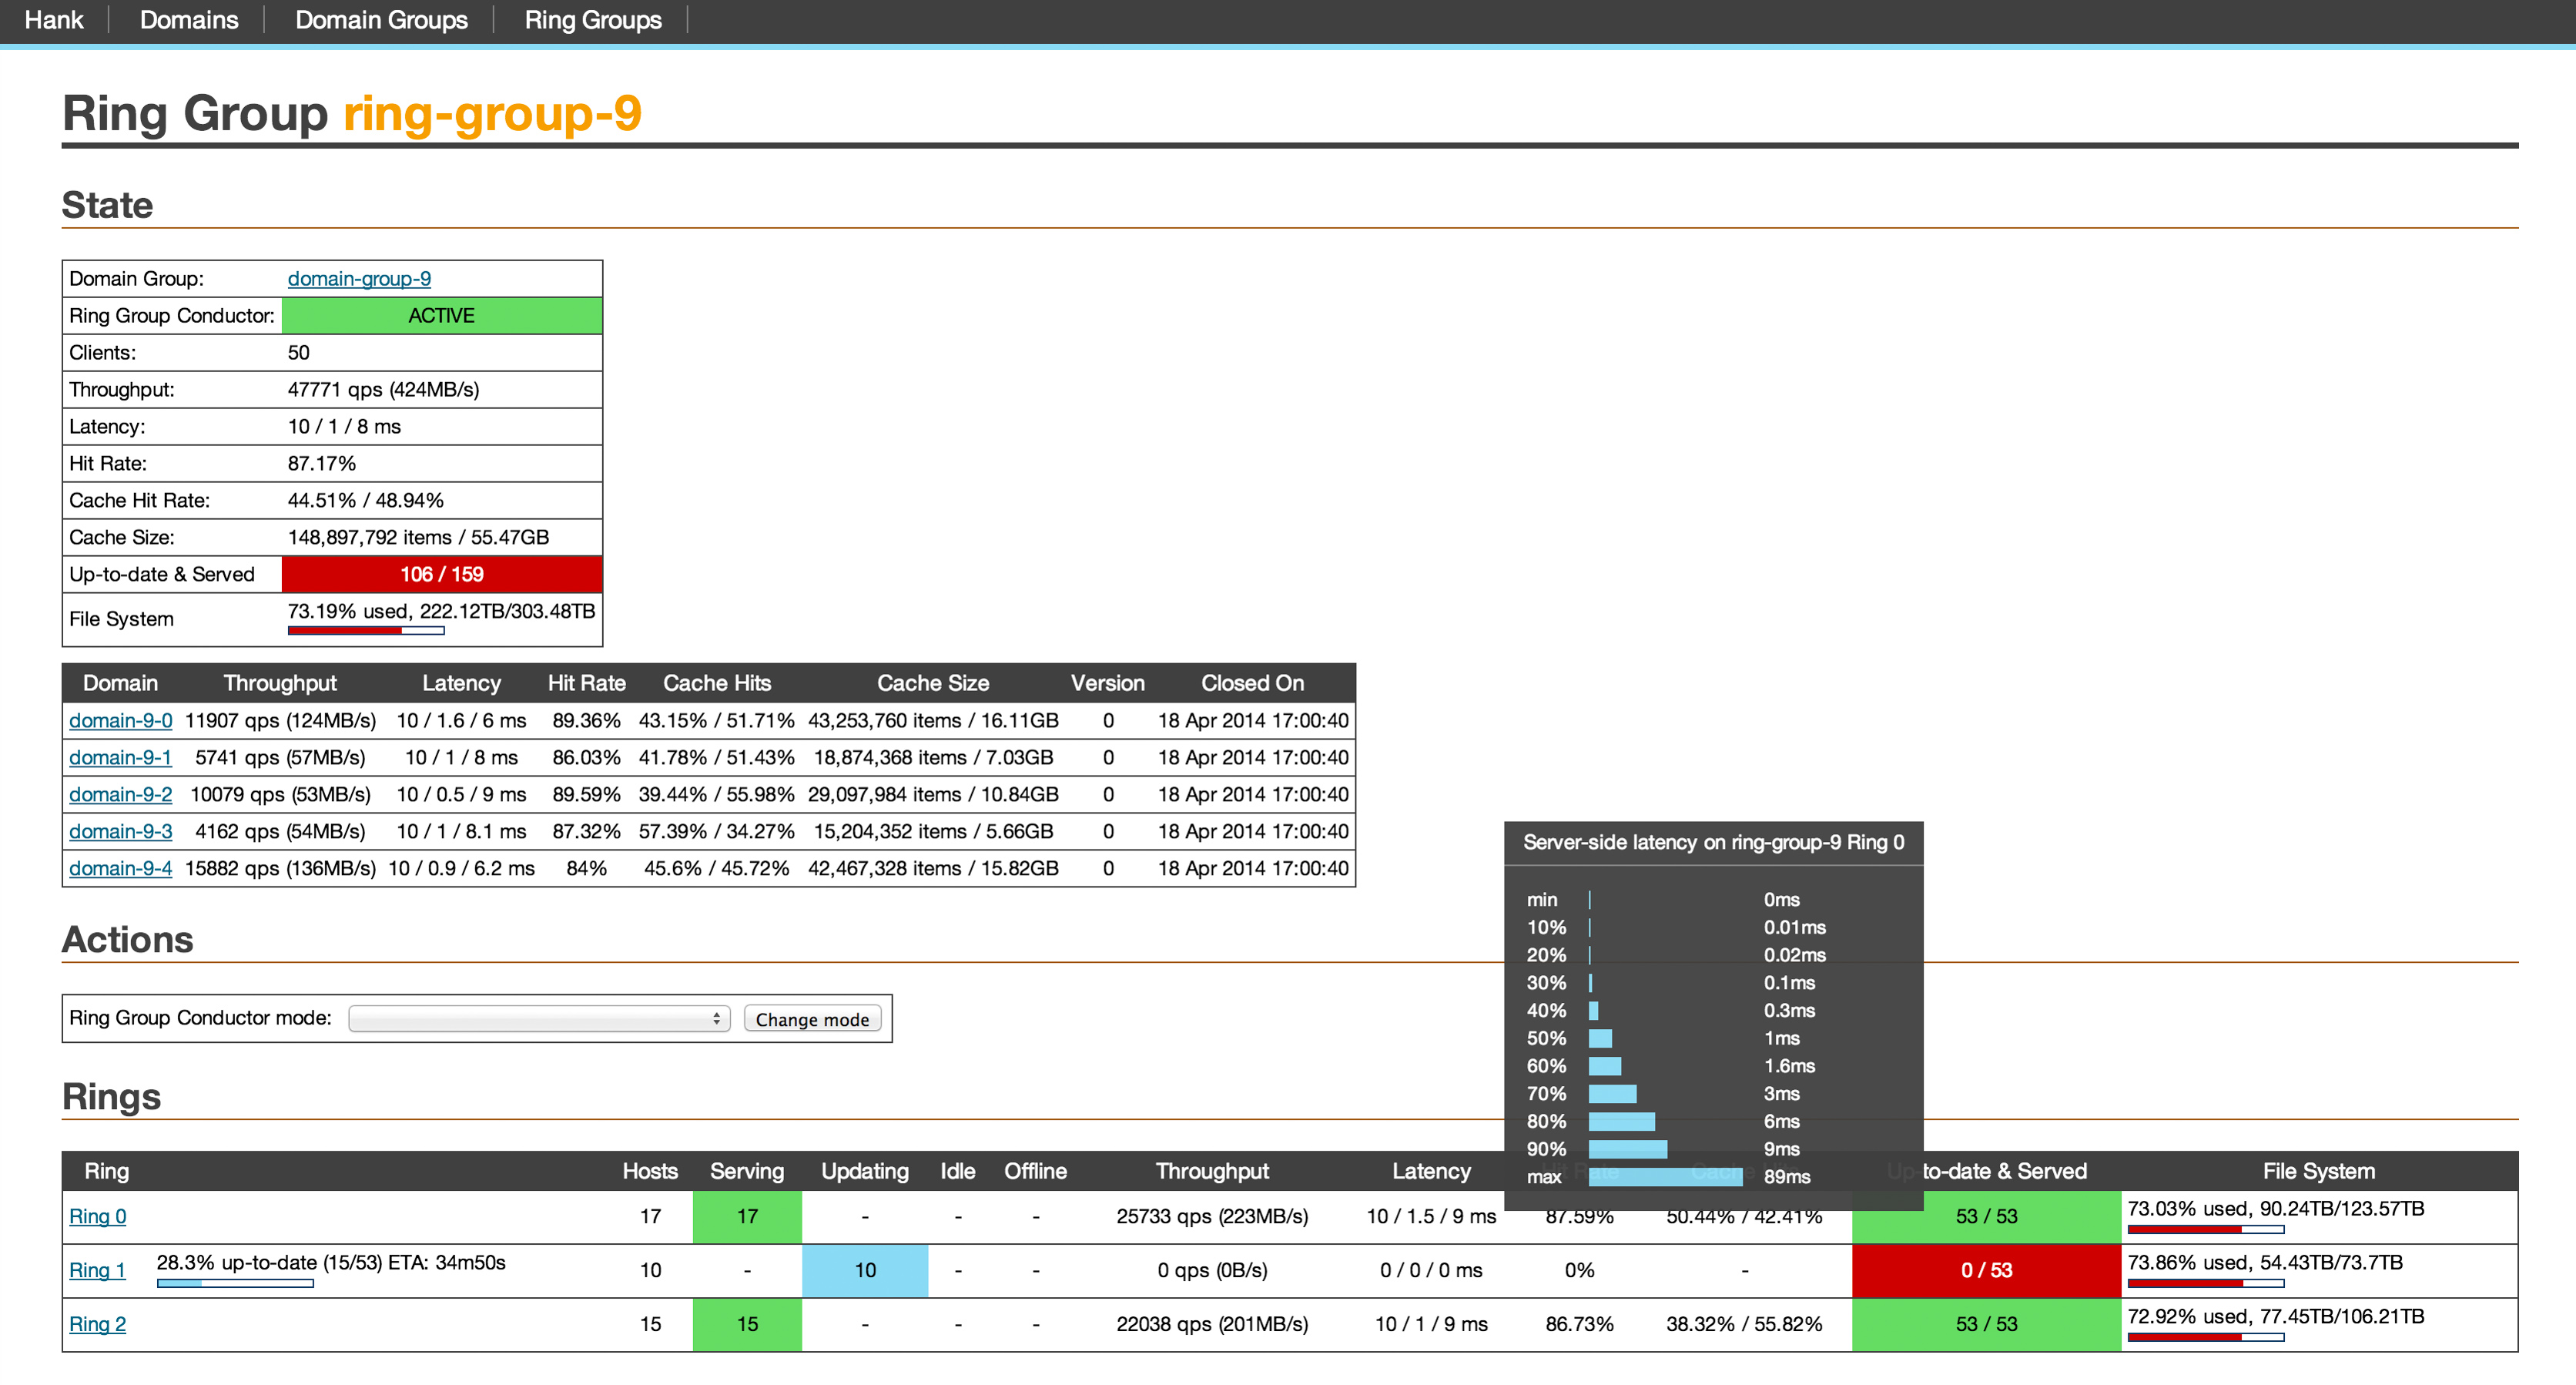 Hank Domains Domain Groups Ring Groups
Ring Group ring-group-9
State
Domain Group: domain-group-9
Ring Group Conductor: ACTIVE
Clients: 50
Throughput: 47771 qps (424MB/s)
Latency: 10 / 1 / 8 ms
Hit Rate: 87.17%
Cache Hit Rate: 44.51% / 48.94%
Cache Size: 148,897,792 items / 55.47GB
Up-to-date & Served 106 / 159
File System 73.19% used, 222.12TB/303.48TB
Domain Throughput Latency Hit Rate Cache Hits Cache Size Version Closed On
domain-9-0 11907 qps (124MB/s) 10 / 1.6 / 6 ms 89.36% 43.15% / 51.71% 43,253,760 items / 16.11GB 0 18 Apr 2014 17:00:40
domain-9-1 5741 qps (57MB/s) 10 / 1 / 8 ms 86.03% 41.78% / 51.43% 18,874,368 items / 7.03GB 0 18 Apr 2014 17:00:40
domain-9-2 10079 qps (53MB/s) 10 / 0.5 / 9 ms 89.59% 39.44% / 55.98% 29,097,984 items / 10.84GB 0 18 Apr 2014 17:00:40
domain-9-3 4162 qps (54MB/s) 10 / 1 / 8.1 ms 87.32% 57.39% / 34.27% 15,204,352 items / 5.66GB 0 18 Apr 2014 17:00:40
domain-9-4 15882 qps (136MB/s) 10 / 0.9 / 6.2 ms 84% 45.6% / 45.72% 42,467,328 items / 15.82GB 0 18 Apr 2014 17:00:40
Server-side latency on ring-group-9 Ring 0
min 0ms
10% 0.01ms
20% 0.02ms
30% 0.1ms
40% 0.3ms
50% 1ms
60% 1.6ms
70% 3ms
80% 6ms
90% 9ms
max 89ms
Actions
Ring Group Conductor mode: Change mode
Rings
Ring Hosts Serving Updating Idle Offline Throughput Latency Hit Rate Up-to-date & Served File System
Ring 0 17 17 - - - 25733 qps (223MB/s) 10 / 1.5 / 9 ms 87.59% 50.44% / 42.41% 53 / 53 73.03% used, 90.24TB/123.57TB
Ring 1 28.3% up-to-date (15/53) ETA: 34m50s 10 - 10 - - 0 qps (0B/s) 0 / 0 / 0 ms 0% - 0 / 53 73.86% used, 54.43TB/73.7TB
Ring 2 15 15 - - - 22038 qps (201MB/s) 10 / 1 / 9 ms 86.73% 38.32% / 55.82% 53 / 53 72.92% used, 77.45TB/106.21TB